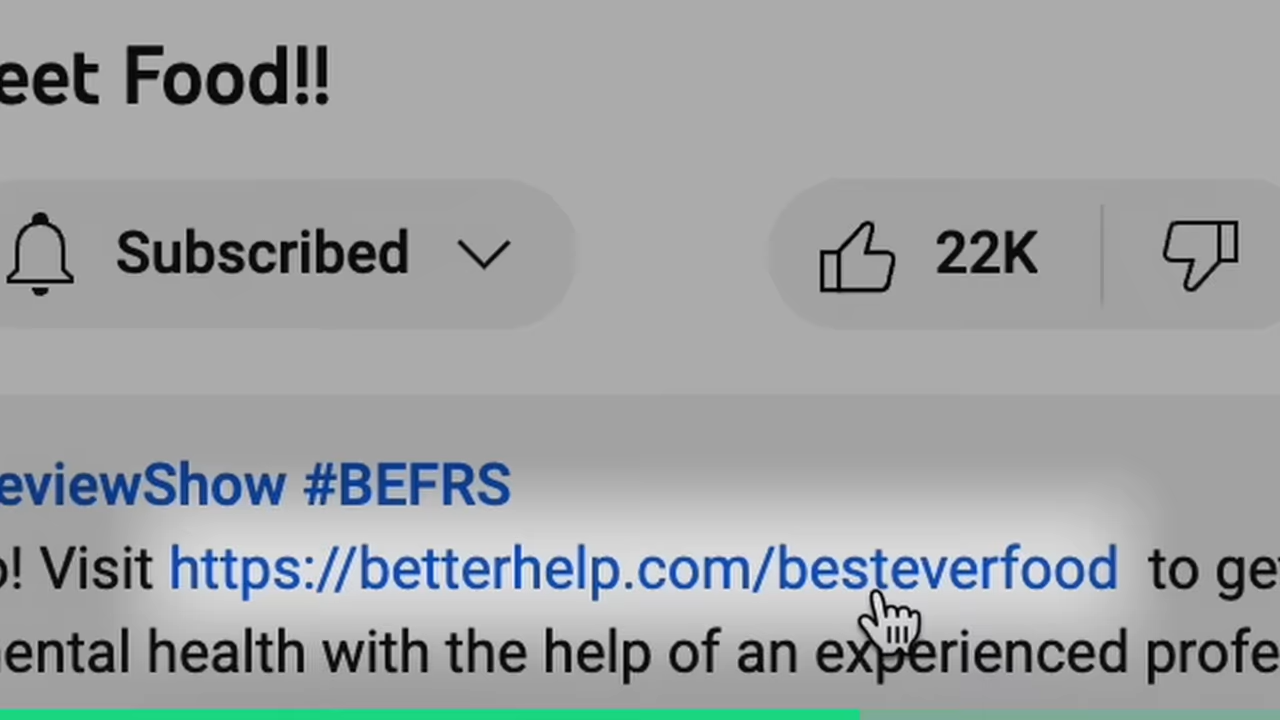 eet Food!!
Subscribed
22K
eviewShow #BEFRS
o! Visit https://betterhelp.com/besteverfood to ge
ental health with the help of an experienced profe